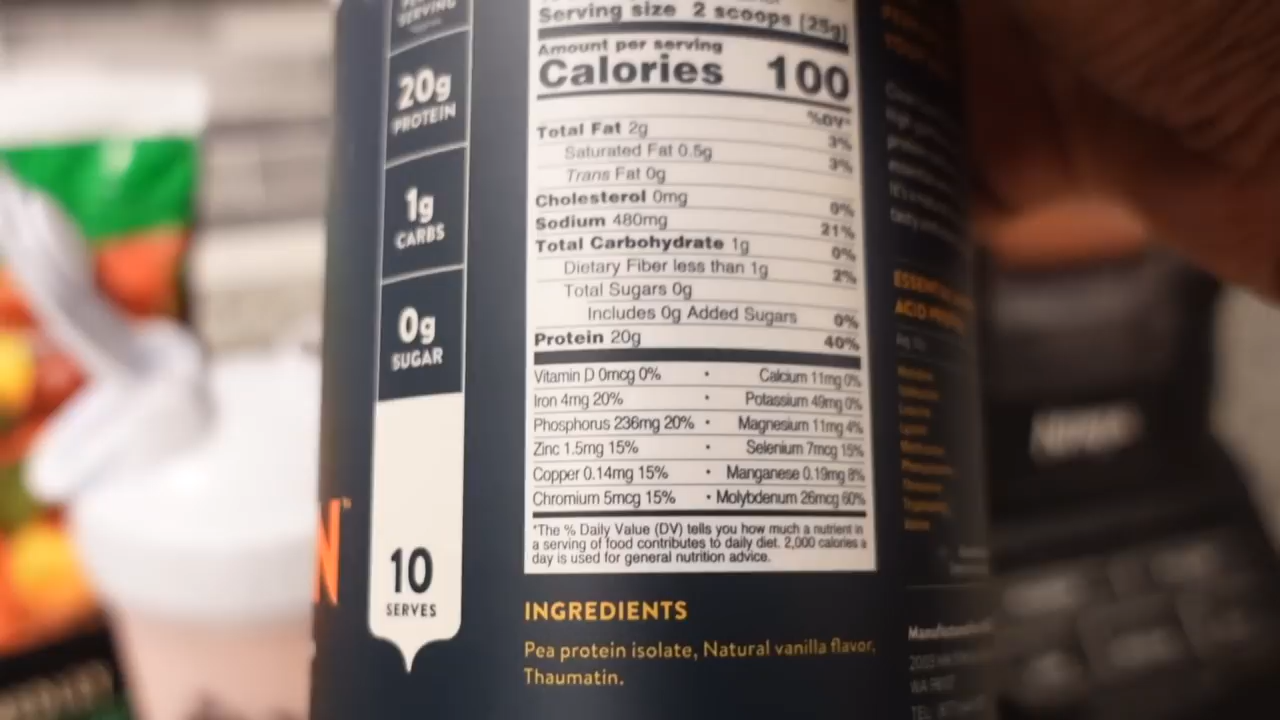 SERVING
20g
PROTEIN
1g
CARBS
0g
SUGAR
10
SERVES
Serving size 2 scoops (25g)
Amount per serving
Calories 100
%DV*
Total Fat 2g 3%
Saturated Fat 0.5g 3%
Trans Fat 0g
Cholesterol 0mg 0%
Sodium 480mg 21%
Total Carbohydrate 1g 0%
Dietary Fiber less than 1g 2%
Total Sugars 0g
Includes 0g Added Sugars 0%
Protein 20g 40%
Vitamin D 0mcg 0% • Calcium 11mg 0%
Iron 4mg 20% • Potassium 49mg 0%
Phosphorus 236mg 20% • Magnesium 11mg 4%
Zinc 1.5mg 15% • Selenium 7mcg 15%
Copper 0.14mg 15% • Manganese 0.19mg 8%
Chromium 5mcg 15% • Molybdenum 26mcg 60%
*The % Daily Value (DV) tells you how much a nutrient in
a serving of food contributes to daily diet. 2,000 calories a
day is used for general nutrition advice.
INGREDIENTS
Pea protein isolate, Natural vanilla flavor,
Thaumatin.
N
ACID